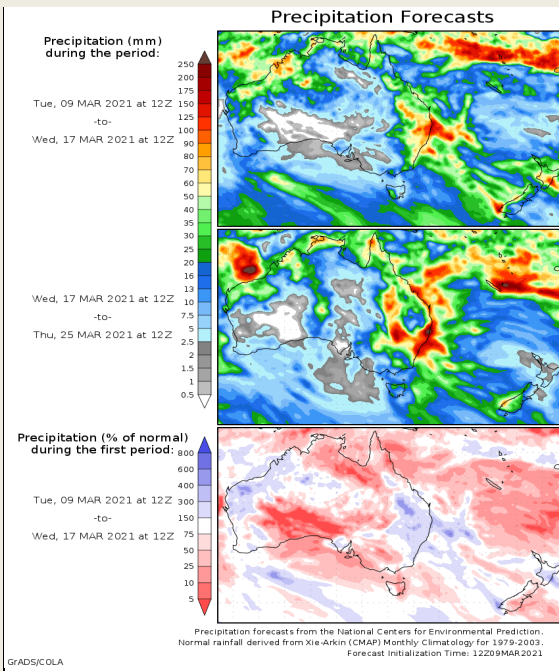 Precipitation Forecasts
Precipitation (mm)
during the period:
Tue, 09 MAR 2021 at 12Z
-to-
Wed, 17 MAR 2021 at 12Z
250
200
175
150
125
100
90
80
70
60
50
40
35
30
25
20
16
13
10
7.5
5
2.5
2
1.5
1
0.5
Wed, 17 MAR 2021 at 12Z
-to-
Thu, 25 MAR 2021 at 12Z
Precipitation (% of normal)
during the first period:
800
600
400
300
150
75
50
25
10
5
Tue, 09 MAR 2021 at 12Z
-to-
Wed, 17 MAR 2021 at 12Z
Precipitation forecasts from the National Centers for Environmental Prediction.
Normal rainfall derived from Xie-Arkin (CMAP) Monthly Climatology for 1979-2003.
Forecast Initialization Time: 12Z09MAR2021
GrADS/COLA